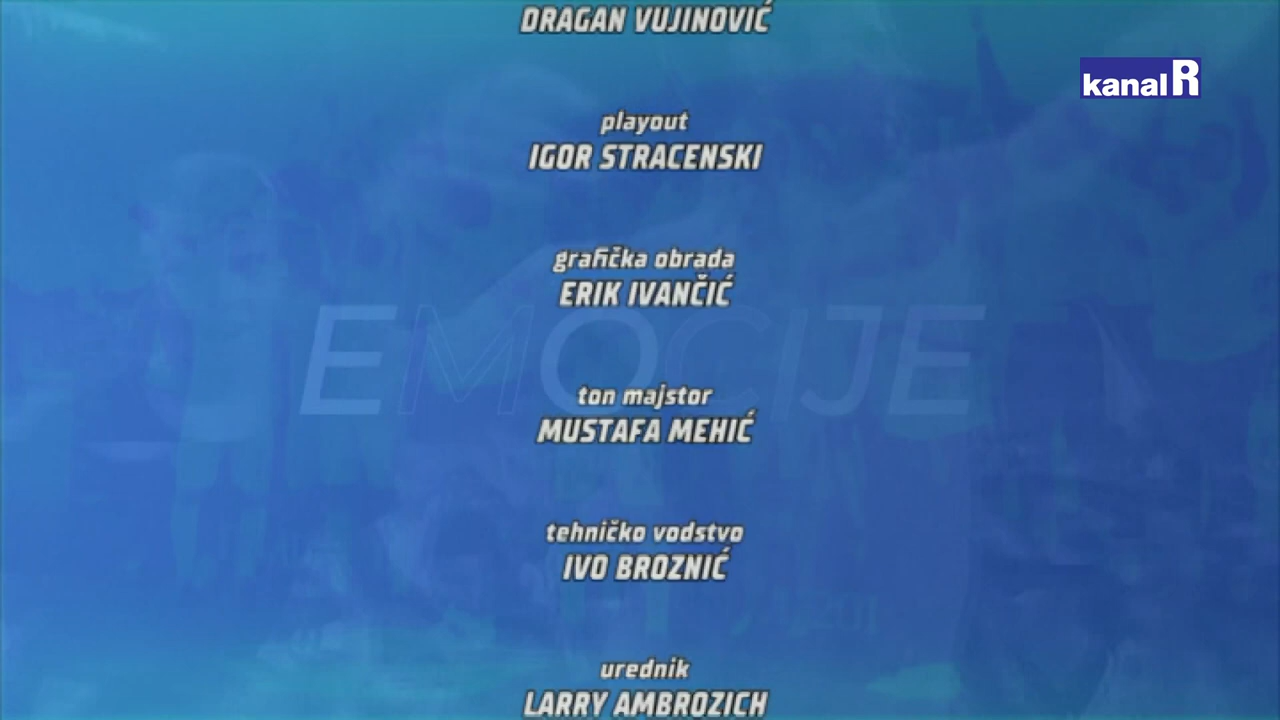 DRAGAN VUJINOVIĆ
kanal R
playout
IGOR STRACENSKI
grafička obrada
ERIK IVANČIĆ
EMOCIJE
ton majstor
MUSTAFA MEHIĆ
tehničko vodstvo
IVO BROZNIĆ
urednik
LARRY AMBROZICH